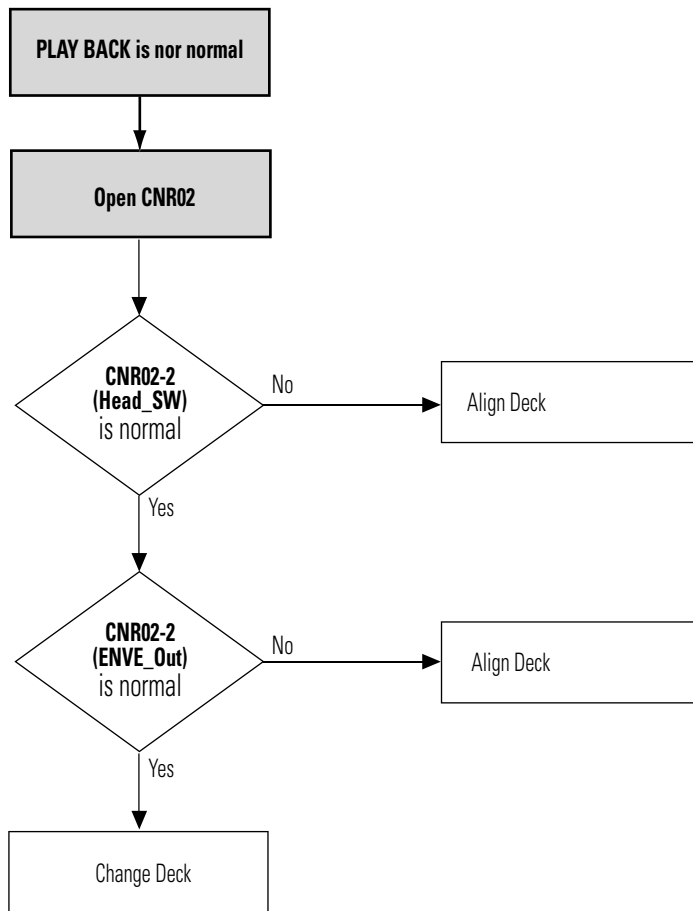 PLAY BACK is nor normal
Open CNR02
CNR02-2
(Head_SW)
is normal
No
Align Deck
Yes
CNR02-2
(ENVE_Out)
is normal
No
Align Deck
Yes
Change Deck